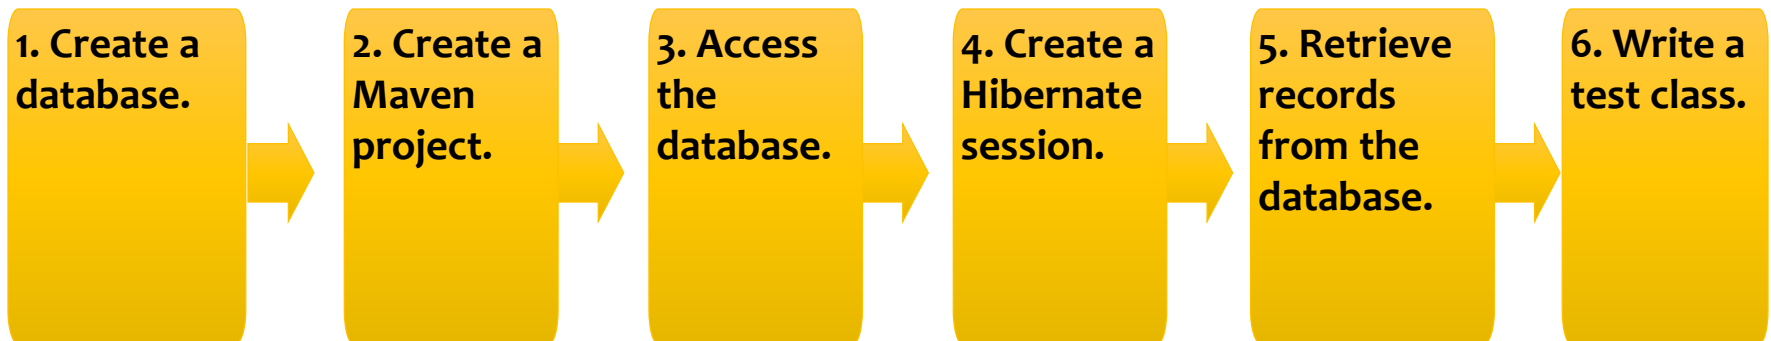 1. Create a
database.
2. Create a
Maven
project.
3. Access
the
database.
4. Create a
Hibernate
session.
5. Retrieve
records
from the
database.
6. Write a
test class.